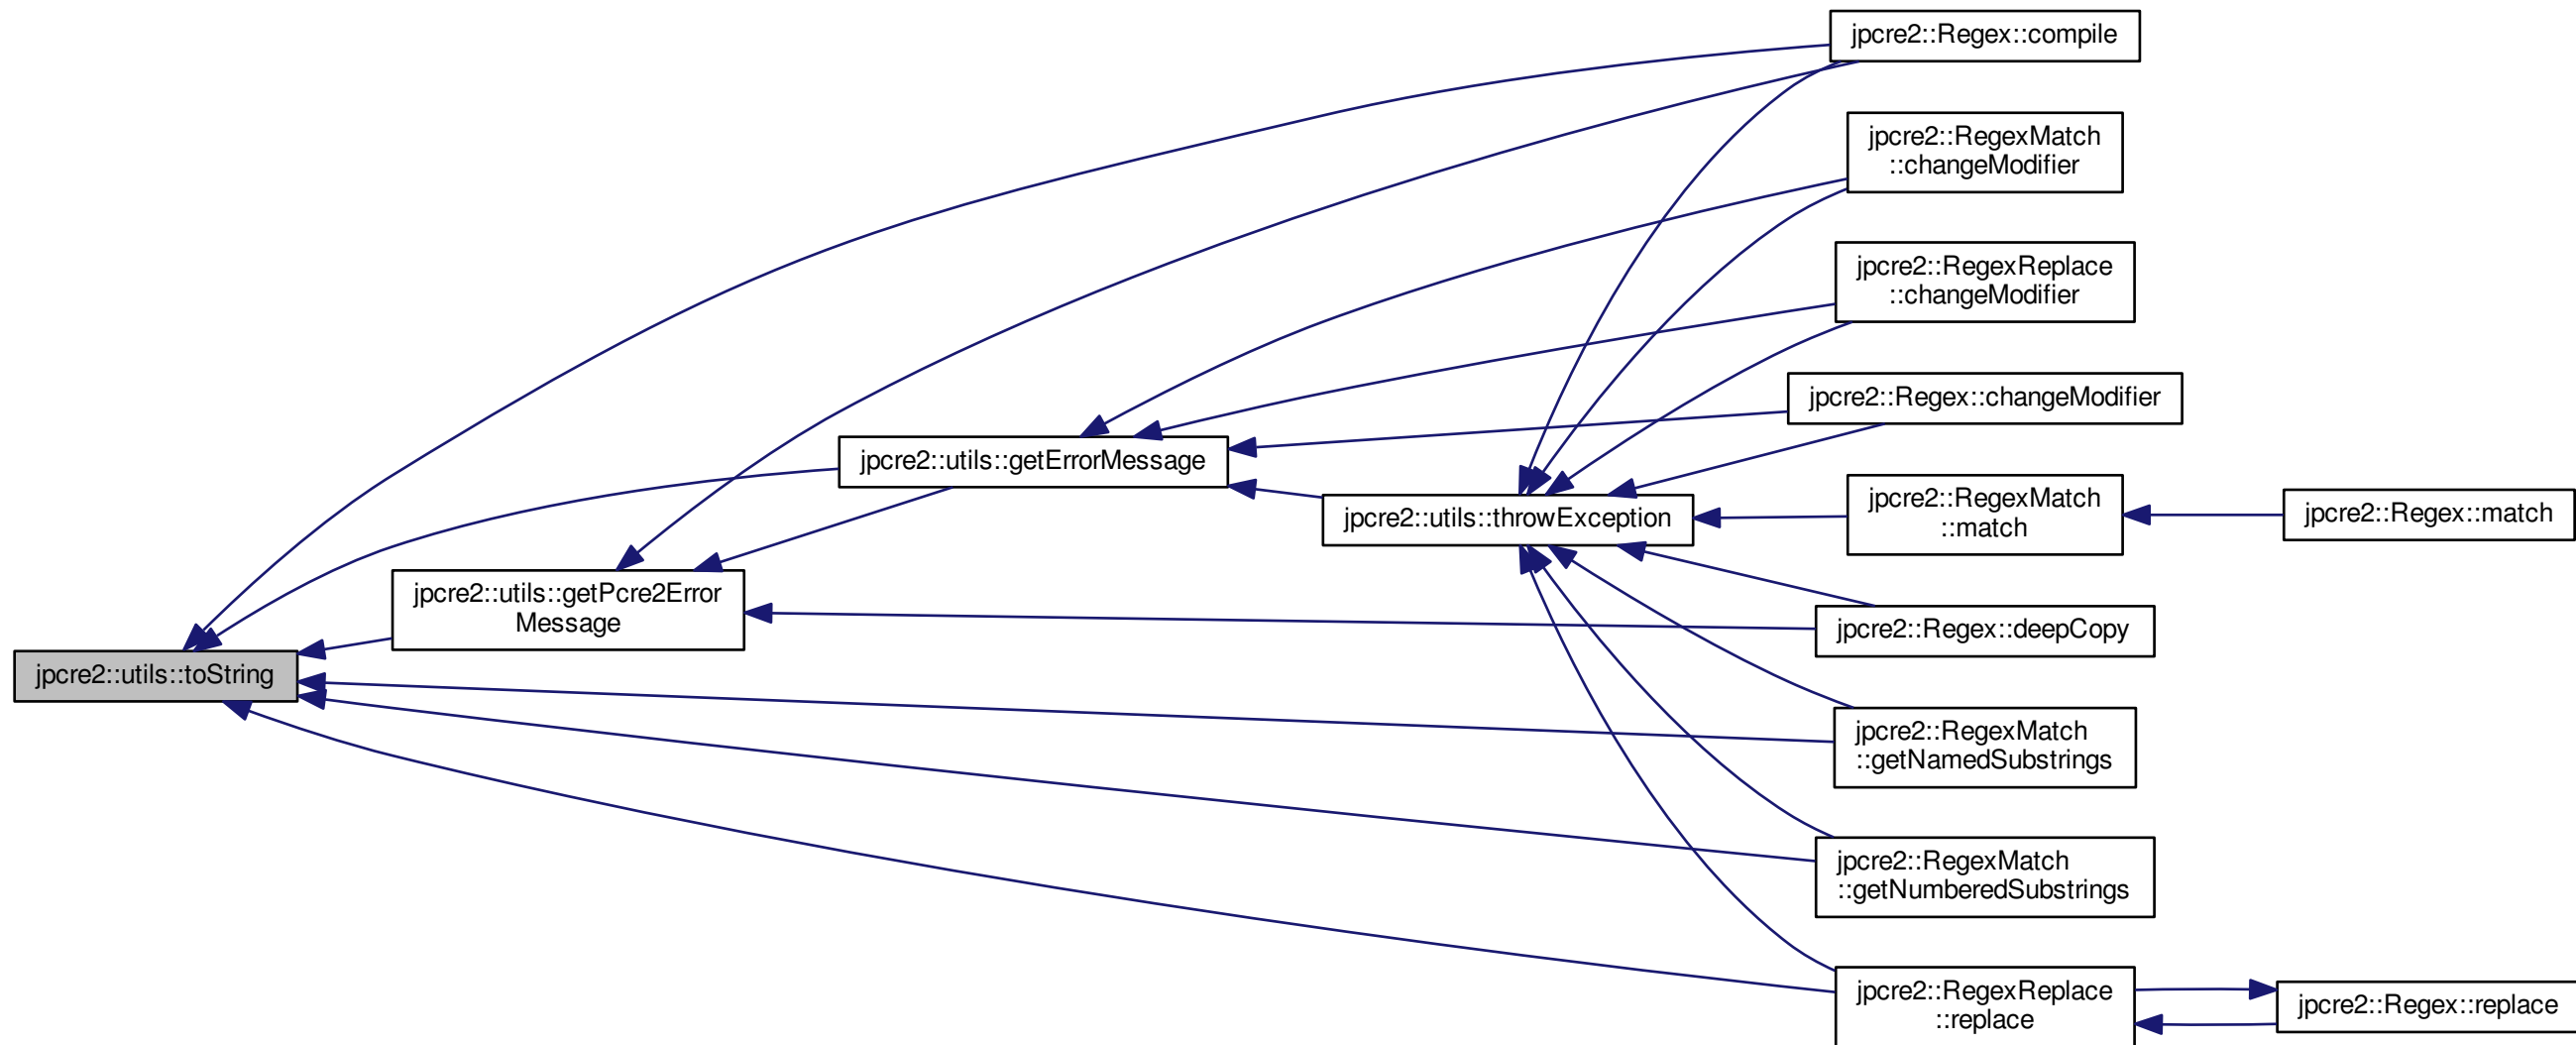 jpcre2::Regex::compile
jpcre2::RegexMatch
::changeModifier
jpcre2::RegexReplace
::changeModifier
jpcre2::Regex::changeModifier
jpcre2::utils::getErrorMessage
jpcre2::utils::throwException
jpcre2::RegexMatch
::match
jpcre2::Regex::match
jpcre2::utils::getPcre2Error
Message
jpcre2::Regex::deepCopy
jpcre2::utils::toString
jpcre2::RegexMatch
::getNamedSubstrings
jpcre2::RegexMatch
::getNumberedSubstrings
jpcre2::RegexReplace
::replace
jpcre2::Regex::replace